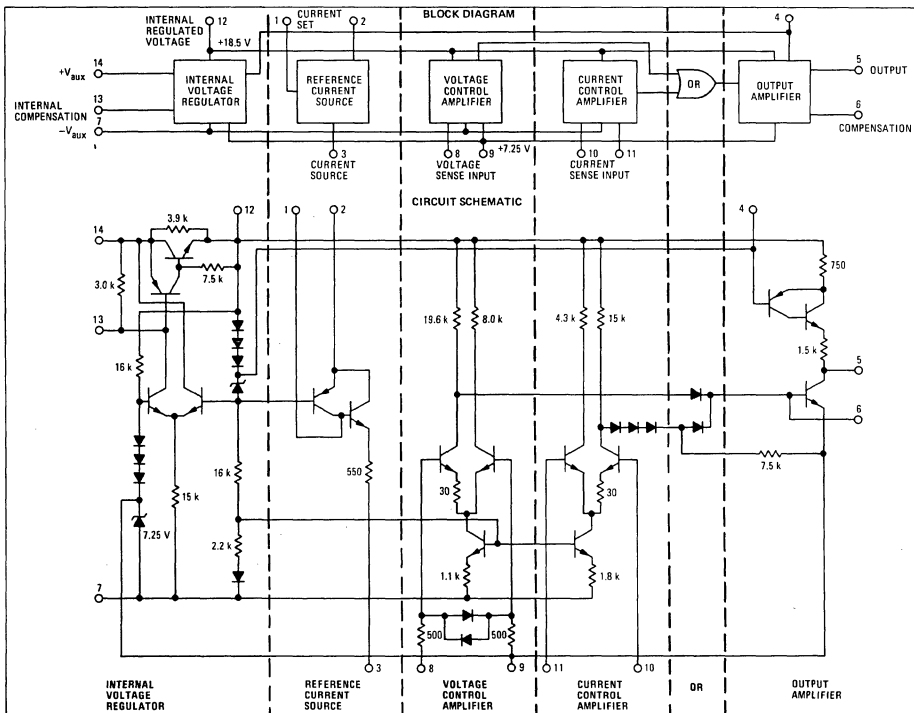 BLOCK DIAGRAM
INTERNAL
REGULATED
VOLTAGE
12
+18.5 V
1
CURRENT
SET
2
4
14
+Vaux
13
INTERNAL
COMPENSATION
7
−Vaux
INTERNAL
VOLTAGE
REGULATOR
REFERENCE
CURRENT
SOURCE
3
CURRENT
SOURCE
VOLTAGE
CONTROL
AMPLIFIER
8
9
+7.25 V
VOLTAGE
SENSE INPUT
CURRENT
CONTROL
AMPLIFIER
10
11
CURRENT
SENSE INPUT
OR
OUTPUT
AMPLIFIER
5
OUTPUT
6
COMPENSATION
CIRCUIT SCHEMATIC
14
3.9 k
12
1
2
4
3.0 k
7.5 k
750
13
16 k
19.6 k
8.0 k
4.3 k
15 k
1.5 k
5
6
16 k
550
30
30
7.5 k
15 k
7.25 V
2.2 k
1.1 k
1.8 k
7
500
500
3
8
9
11
10
INTERNAL
VOLTAGE
REGULATOR
REFERENCE
CURRENT
SOURCE
VOLTAGE
CONTROL
AMPLIFIER
CURRENT
CONTROL
AMPLIFIER
OR
OUTPUT
AMPLIFIER